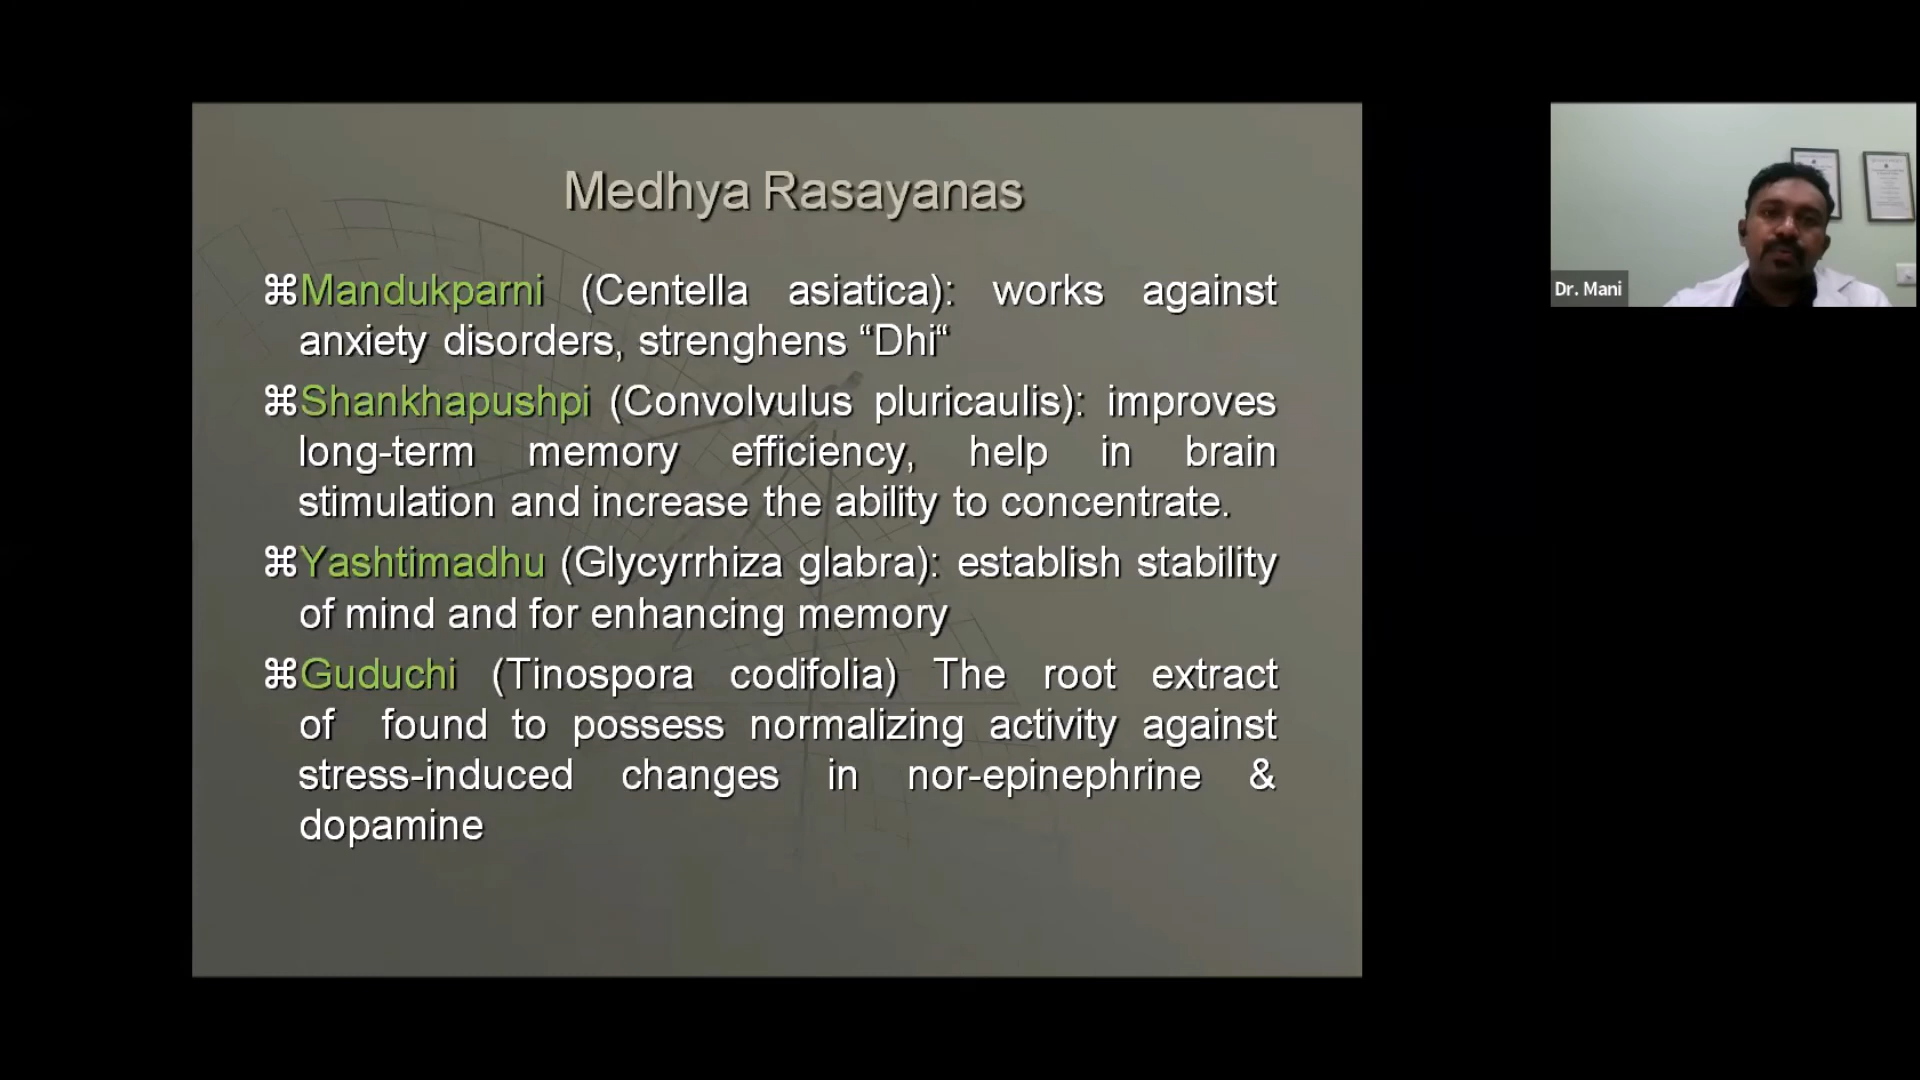 Medhya Rasayanas
⌘Mandukparni (Centella asiatica): works against
anxiety disorders, strenghens “Dhi“
⌘Shankhapushpi (Convolvulus pluricaulis): improves
long-term memory efficiency, help in brain
stimulation and increase the ability to concentrate.
⌘Yashtimadhu (Glycyrrhiza glabra): establish stability
of mind and for enhancing memory
⌘Guduchi (Tinospora codifolia) The root extract
of found to possess normalizing activity against
stress-induced changes in nor-epinephrine &
dopamine
Dr. Mani